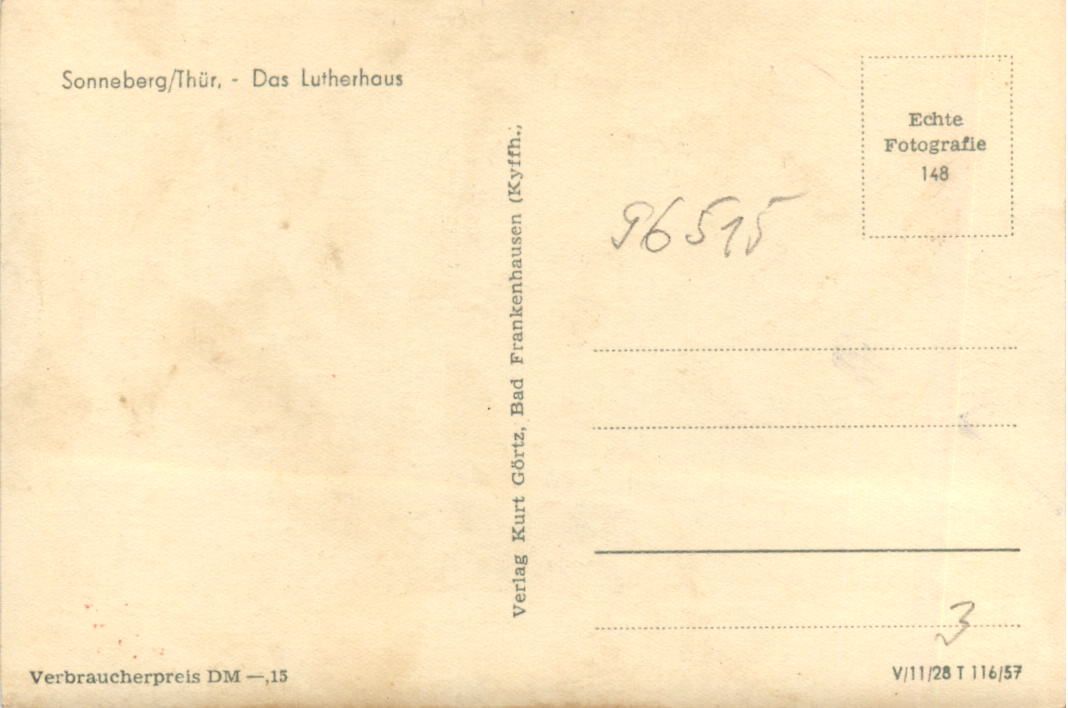 Sonneberg/Thür, - Das Lutherhaus
Echte
Fotografie
148
96515
Verlag Kurt Görtz, Bad Frankenhausen (Kyffh.;
3
Verbraucherpreis DM —,15
V/11/28 T 116/57